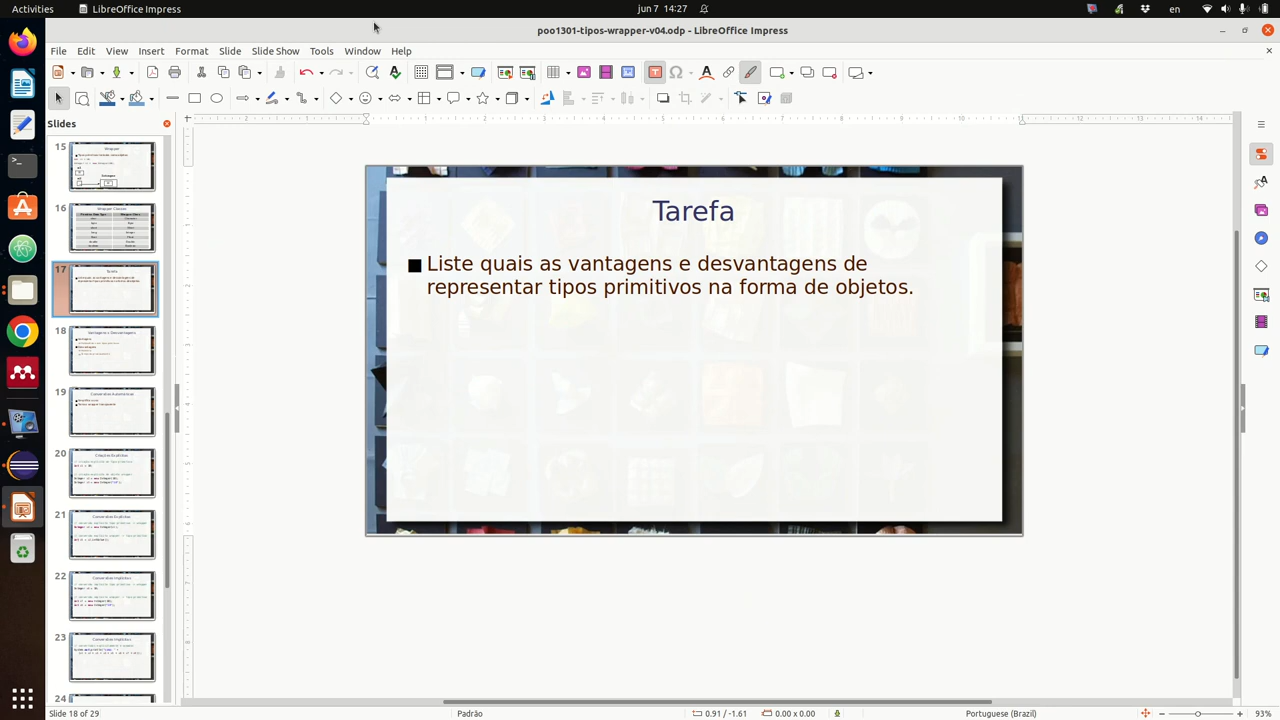 Activities
LibreOffice Impress
jun 7 14:27
en
poo1301-tipos-wrapper-v04.odp - LibreOffice Impress
File Edit View Insert Format Slide Slide Show Tools Window Help
Slides
15
16
17
18
19
20
21
22
23
24
Tarefa
Liste quais as vantagens e desvantagens de
representar tipos primitivos na forma de objetos.
Slide 18 of 29
Padrão
0.91 / -1.61
0.00 x 0.00
Portuguese (Brazil)
93%